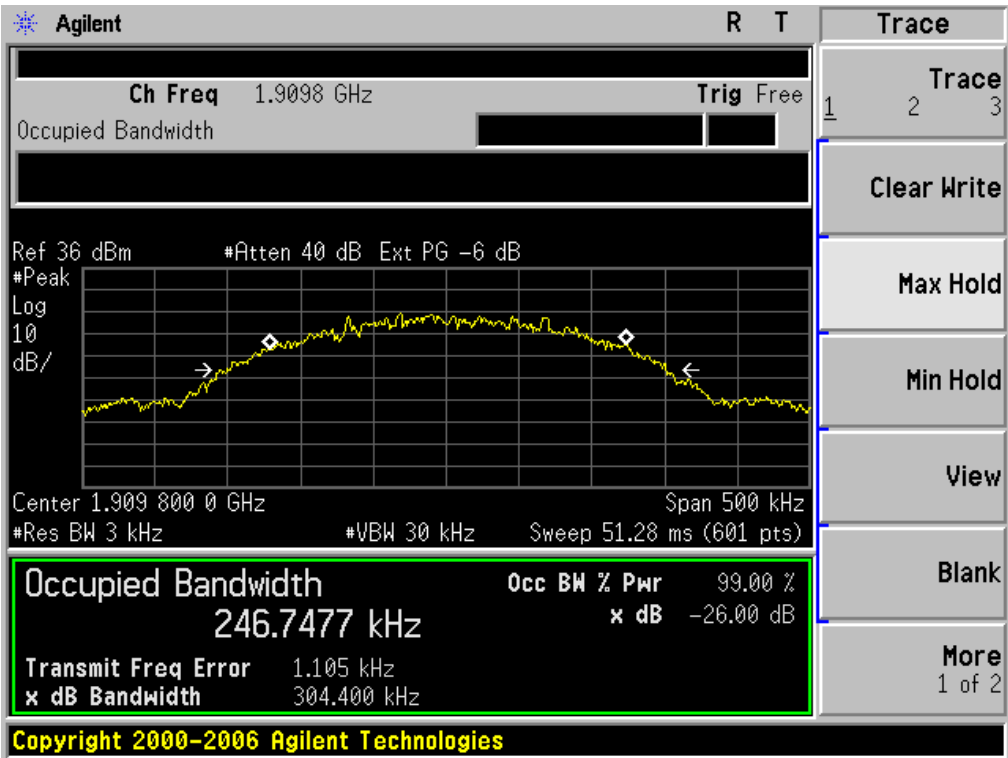 Agilent R T
Ch Freq 1.9098 GHz Trig Free
Occupied Bandwidth
Ref 36 dBm #Atten 40 dB Ext PG -6 dB
#Peak
Log
10
dB/
Center 1.909 800 0 GHz Span 500 kHz
#Res BW 3 kHz #VBW 30 kHz Sweep 51.28 ms (601 pts)
Occupied Bandwidth Occ BW % Pwr 99.00 %
246.7477 kHz x dB -26.00 dB
Transmit Freq Error 1.105 kHz
x dB Bandwidth 304.400 kHz
Copyright 2000-2006 Agilent Technologies
Trace
Trace
1 2 3
Clear Write
Max Hold
Min Hold
View
Blank
More
1 of 2